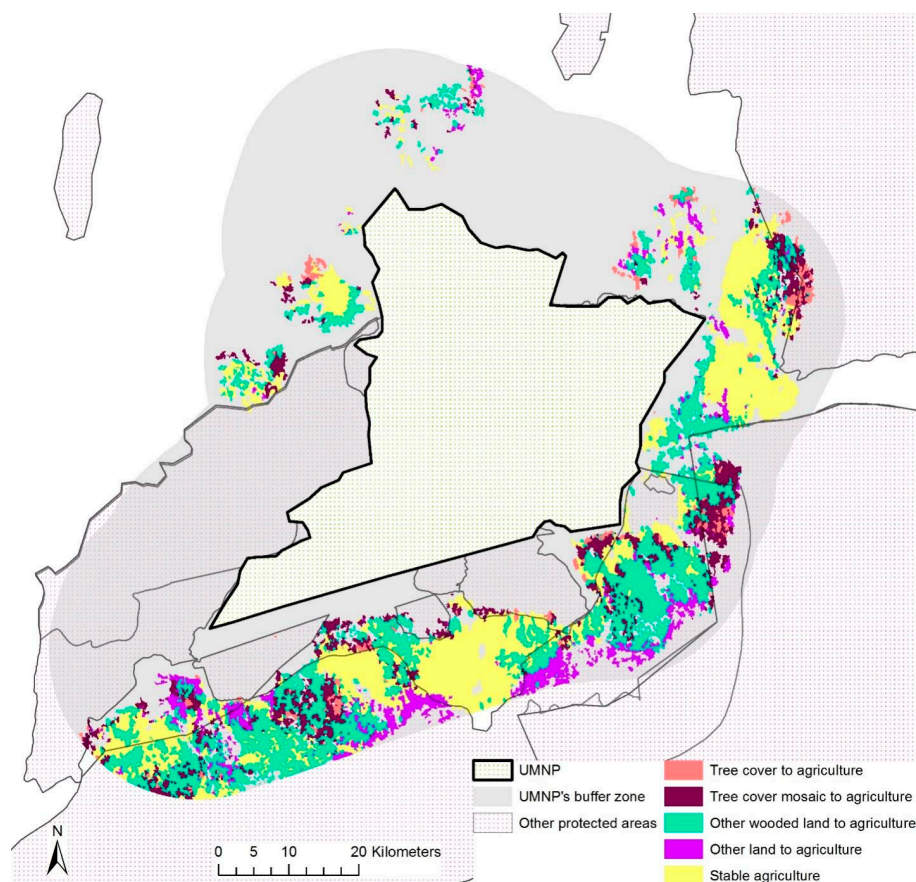 UMNP
UMNP's buffer zone
Other protected areas
Tree cover to agriculture
Tree cover mosaic to agriculture
Other wooded land to agriculture
Other land to agriculture
Stable agriculture
N
0 5 10 20 Kilometers